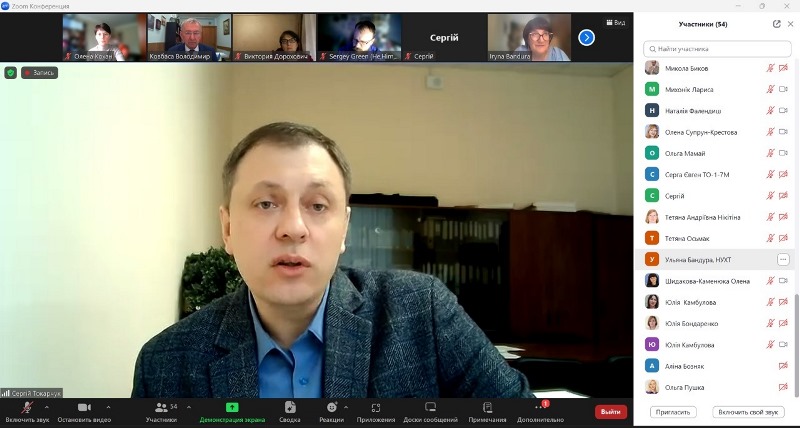 Zoom Конференция
Олена Кохан
Ковбаса Володимир
Виктория Дорохович
Sergey Green (He,Him...
Сергій
Сергій
Iryna Bandura
Вид
Запись
Сергій Токарчук
Включить звук
Остановить видео
54
Участники
Демонстрация экрана
Сводка
Реакции
Приложения
Доски сообщений
Примечания
1
Дополнительно
Выйти
Участники (54)
Найти участника
Микола Биков
М Михонік Лариса
Н Наталія Фалендиш
Олена Супрун-Крестова
О Ольга Мамай
С Серга Євген ТО-1-7М
С Сергій
Тетяна Андріївна Нікітіна
Т Тетяна Осьмак
У Уляна Бандура, НУХТ
Шидакова-Каменюка Олена
Юлія Камбулова
Юлія Бондаренко
Ю Юлія Камбулова
А Аліна Бозняк
Ольга Пушка
Пригласить
Включить свой звук